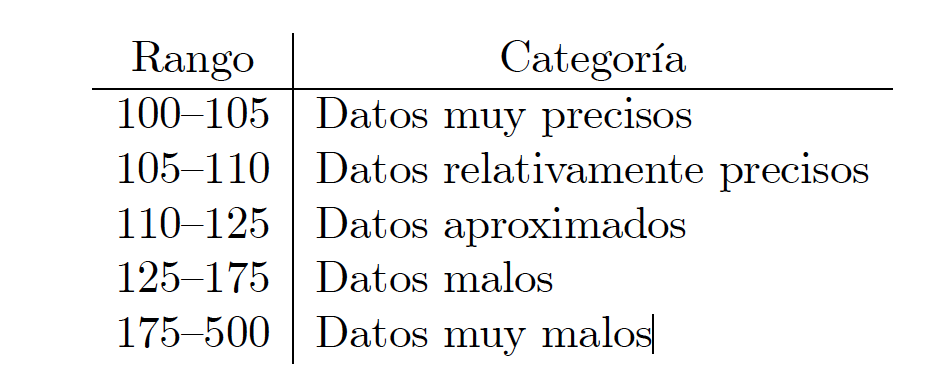 Rango Categoría
100–105 Datos muy precisos
105–110 Datos relativamente precisos
110–125 Datos aproximados
125–175 Datos malos
175–500 Datos muy malos